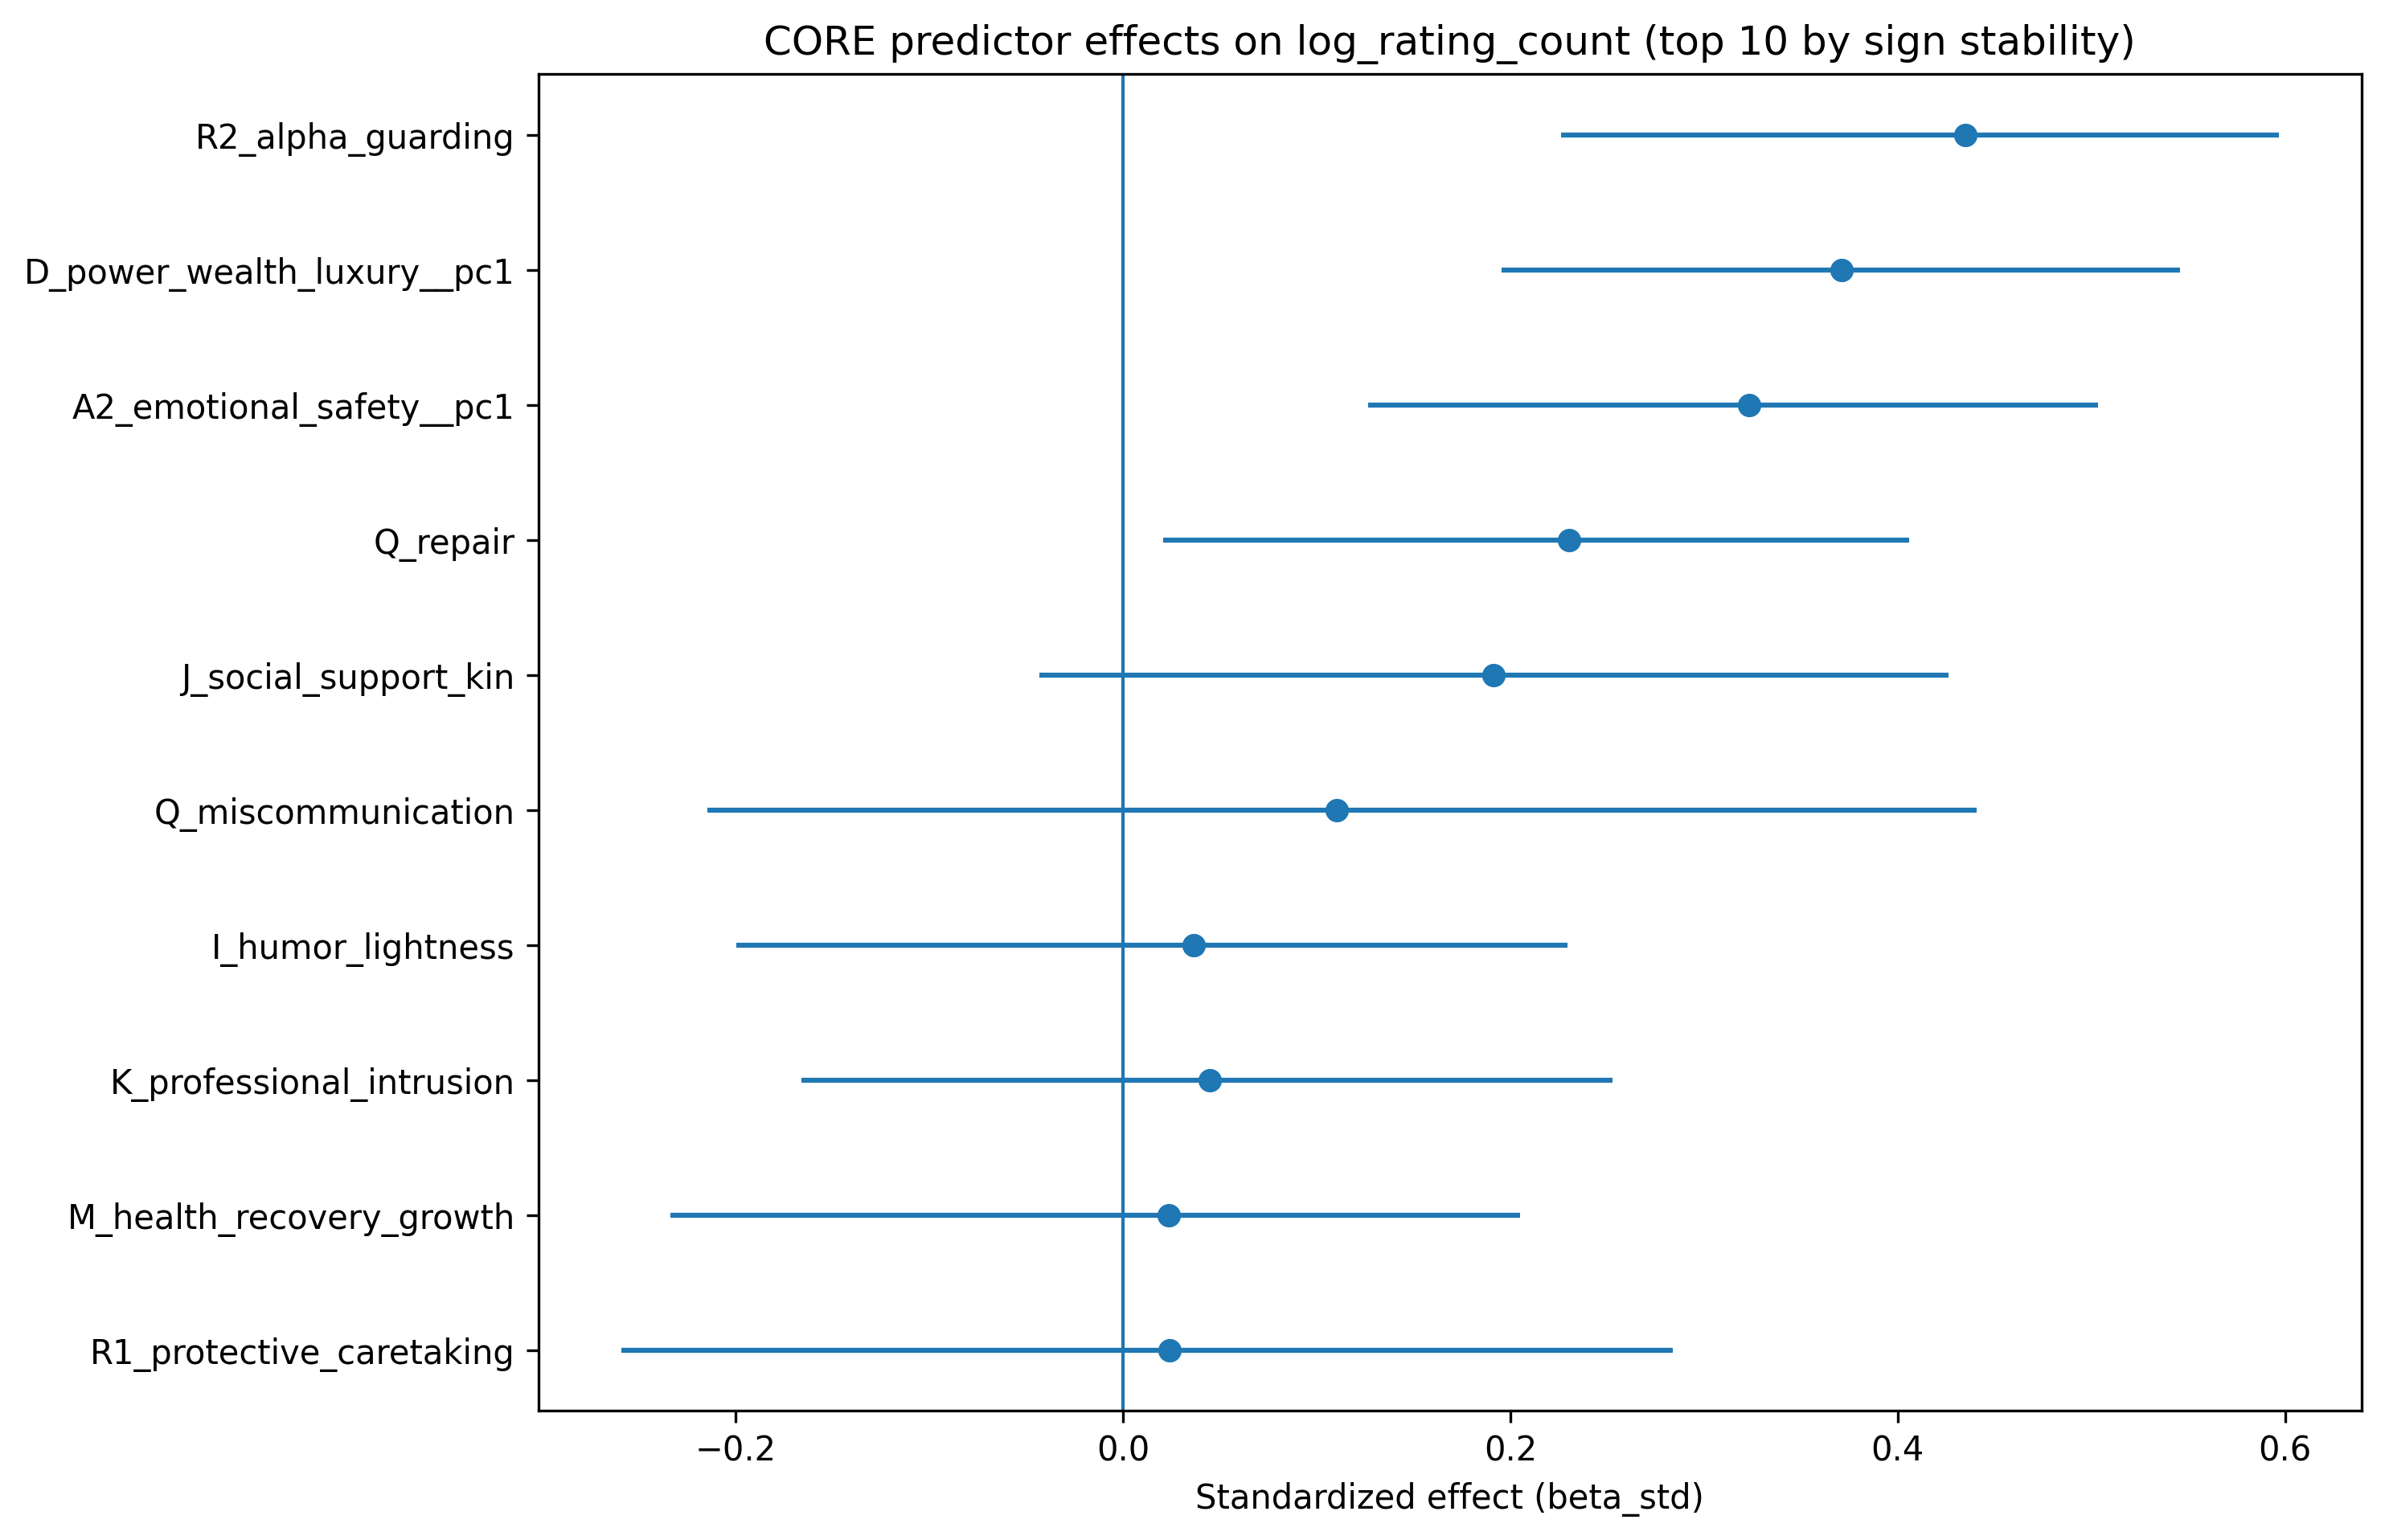 CORE predictor effects on log_rating_count (top 10 by sign stability)
R2_alpha_guarding
D_power_wealth_luxury__pc1
A2_emotional_safety__pc1
Q_repair
J_social_support_kin
Q_miscommunication
I_humor_lightness
K_professional_intrusion
M_health_recovery_growth
R1_protective_caretaking
−0.2 0.0 0.2 0.4 0.6
Standardized effect (beta_std)